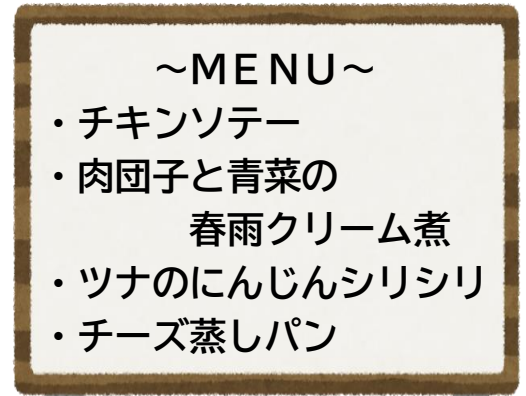 ～ＭＥＮＵ～
・チキンソテー
・肉団子と青菜の
春雨クリーム煮
・ツナのにんじんシリシリ
・チーズ蒸しパン